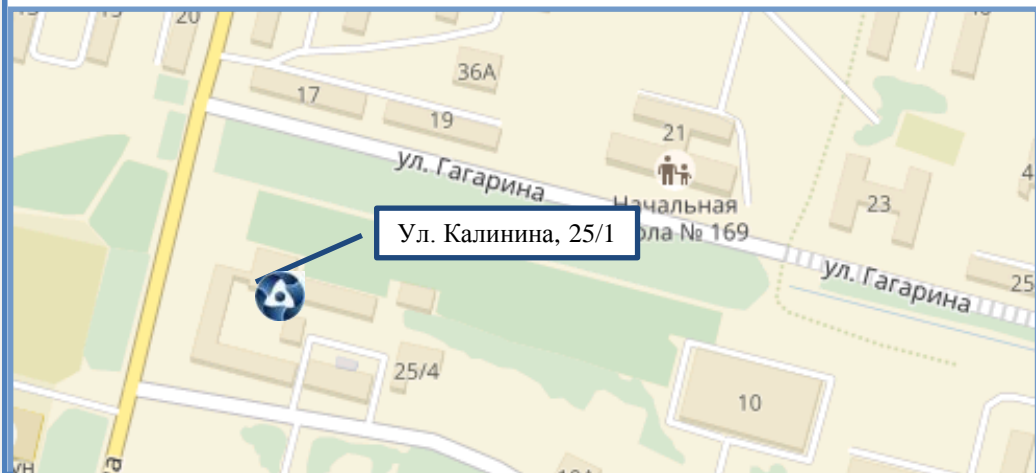 20
36А
17
19
21
ул. Гагарина
Начальная
ола № 169
23
Ул. Калинина, 25/1
ул. Гагарина
25
25/4
10